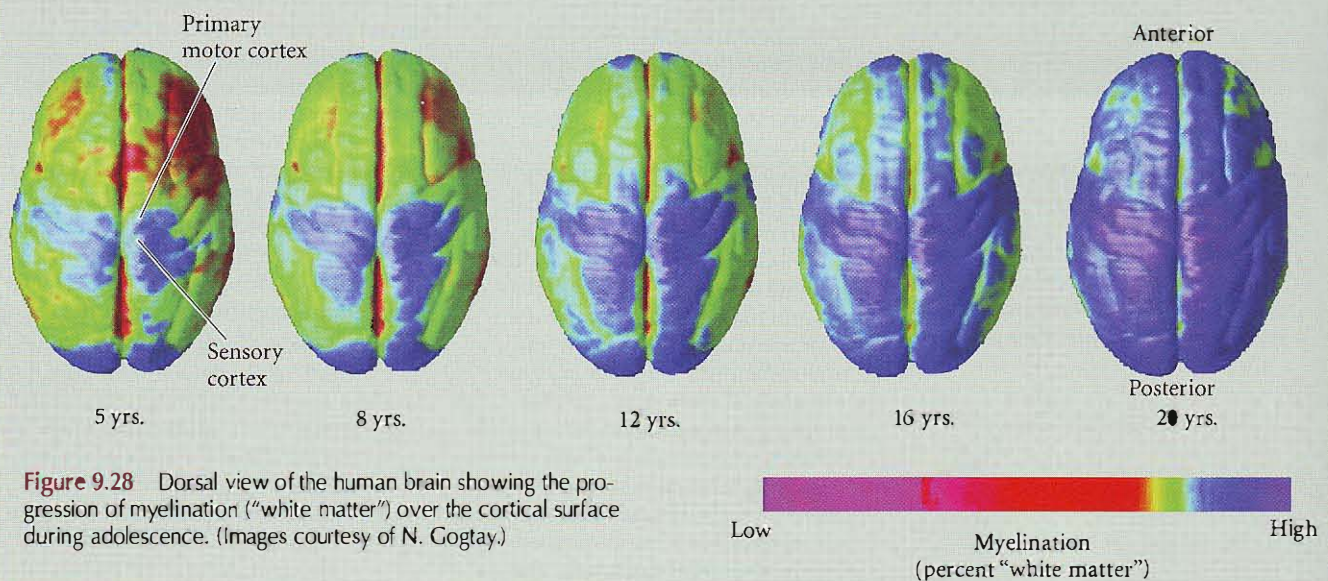 Primary
motor cortex
Anterior
Sensory
cortex
Posterior
5 yrs.
8 yrs.
12 yrs.
16 yrs.
20 yrs.
Figure 9.28 Dorsal view of the human brain showing the pro-
gression of myelination ("white matter") over the cortical surface
during adolescence. (Images courtesy of N. Gogtay.)
Low
High
Myelination
(percent "white matter")